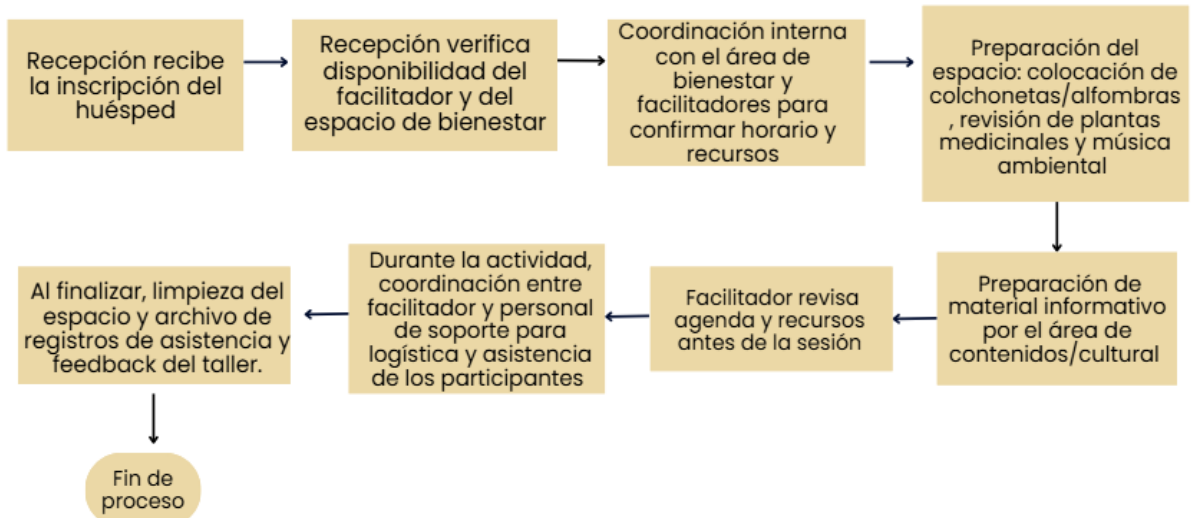 Recepción recibe
la inscripción del
huésped
Recepción verifica
disponibilidad del
facilitador y del
espacio de bienestar
Coordinación interna
con el área de
bienestar y
facilitadores para
confirmar horario y
recursos
Preparación del
espacio: colocación de
colchonetas/alfombras
, revisión de plantas
medicinales y música
ambiental
Preparación de
material informativo
por el área de
contenidos/cultural
Facilitador revisa
agenda y recursos
antes de la sesión
Durante la actividad,
coordinación entre
facilitador y personal
de soporte para
logística y asistencia
de los participantes
Al finalizar, limpieza del
espacio y archivo de
registros de asistencia y
feedback del taller.
Fin de
proceso